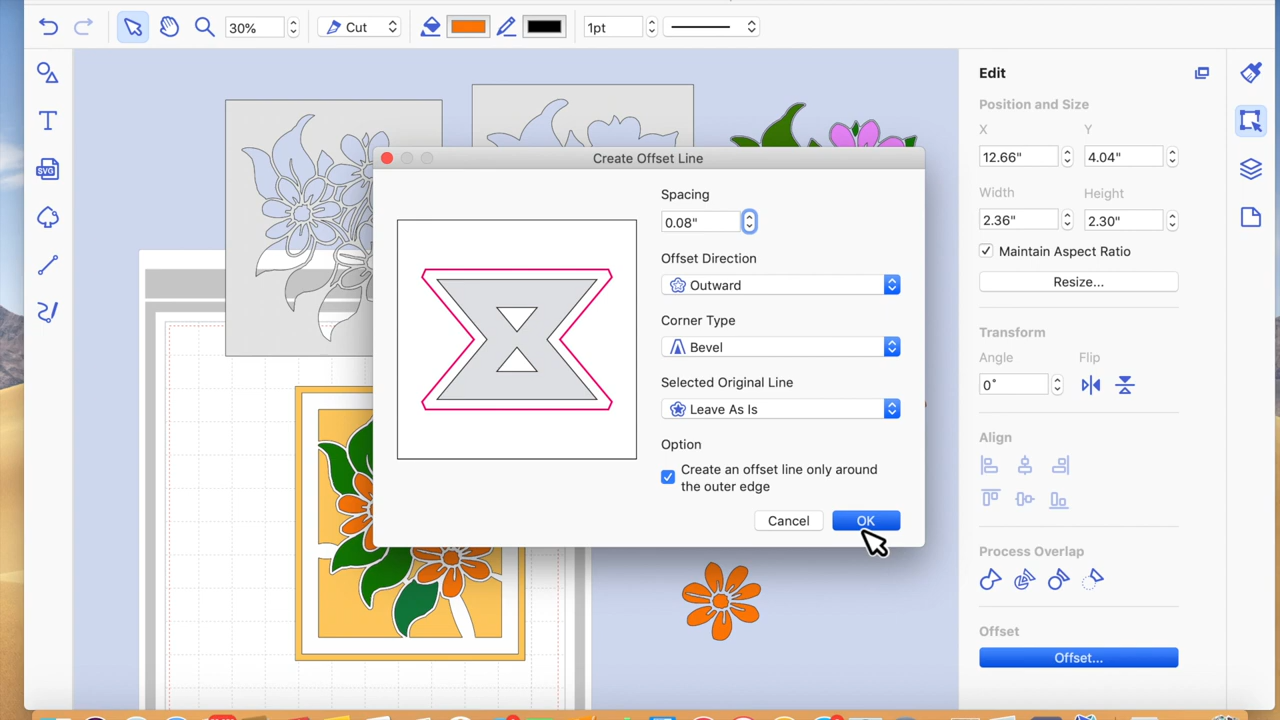 30%
Cut
1pt
T
SVG
Create Offset Line
Spacing
0.08"
Offset Direction
Outward
Corner Type
Bevel
Selected Original Line
Leave As Is
Option
Create an offset line only around
the outer edge
Cancel
OK
Edit
Position and Size
X
Y
12.66"
4.04"
Width
Height
2.36"
2.30"
Maintain Aspect Ratio
Resize...
Transform
Angle
Flip
0°
Align
Process Overlap
Offset
Offset...